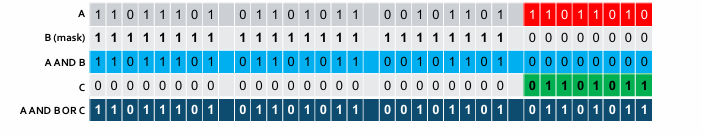 A 1 1 0 1 1 1 0 1 0 1 1 0 1 0 1 1 0 0 1 0 1 1 0 1 1 1 0 1 1 0 1 0
B (mask) 1 1 1 1 1 1 1 1 1 1 1 1 1 1 1 1 1 1 1 1 1 1 1 1 0 0 0 0 0 0 0 0
A AND B 1 1 0 1 1 1 0 1 0 1 1 0 1 0 1 1 0 0 1 0 1 1 0 1 0 0 0 0 0 0 0 0
C 0 0 0 0 0 0 0 0 0 0 0 0 0 0 0 0 0 0 0 0 0 0 0 0 0 1 1 0 1 0 1 1
A AND B OR C 1 1 0 1 1 1 0 1 0 1 1 0 1 0 1 1 0 0 1 0 1 1 0 1 0 1 1 0 1 0 1 1